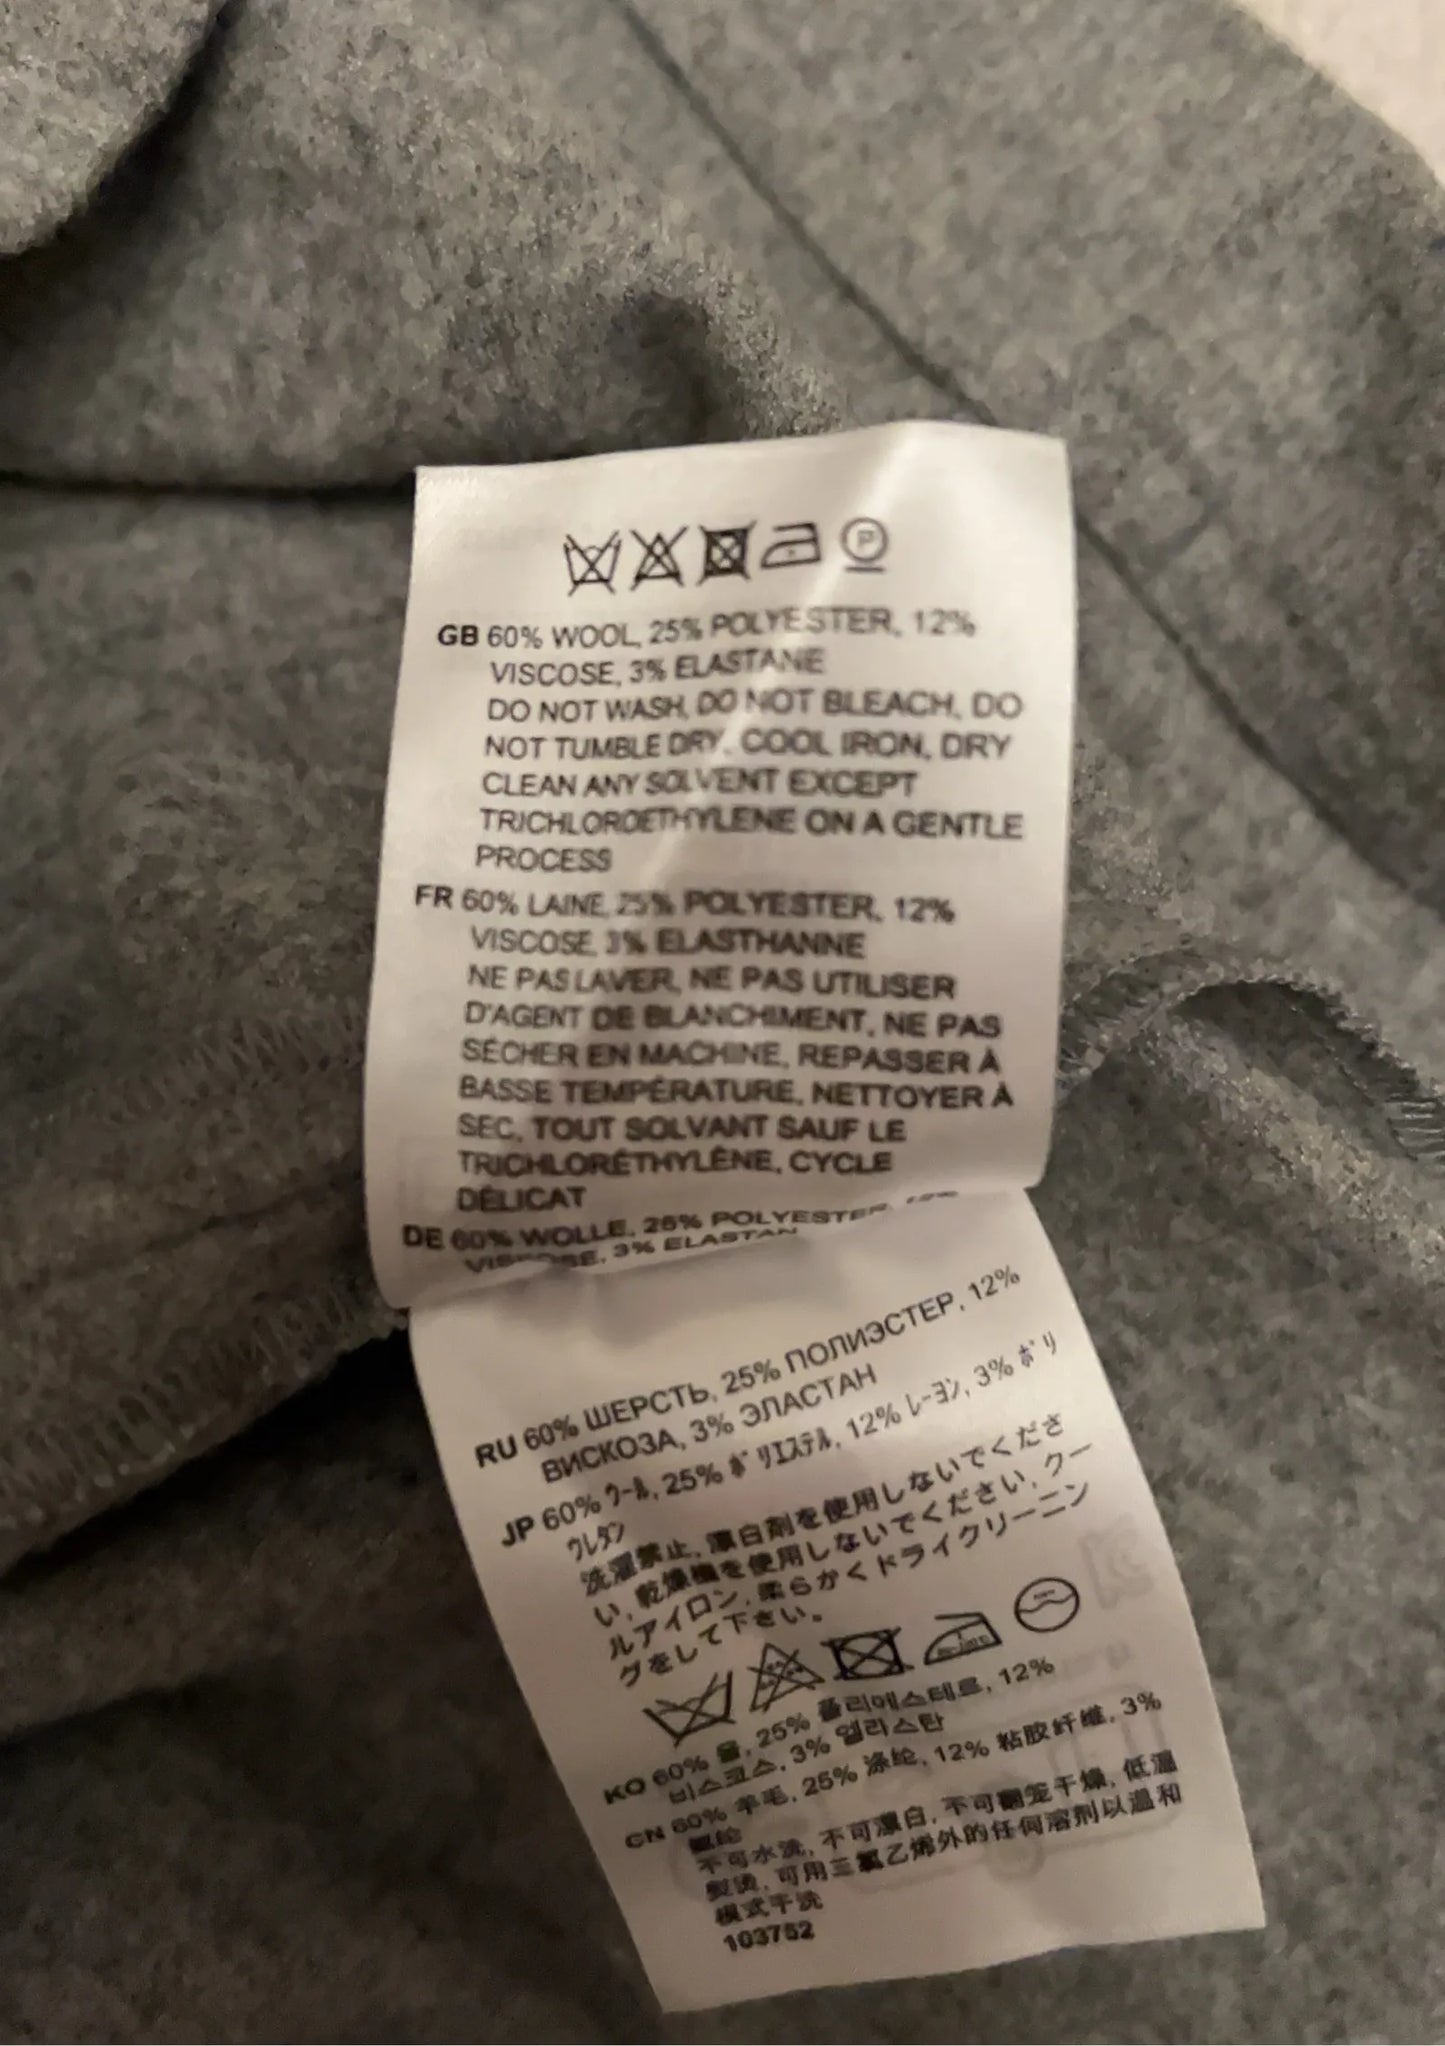 P
GB 60% WOOL, 25% POLYESTER, 12%
VISCOSE, 3% ELASTANE
DO NOT WASH, DO NOT BLEACH, DO
NOT TUMBLE DRY, COOL IRON, DRY
CLEAN ANY SOLVENT EXCEPT
TRICHLOROETHYLENE ON A GENTLE
PROCESS
FR 60% LAINE, 25% POLYESTER, 12%
VISCOSE, 3% ELASTHANNE
NE PAS LAVER, NE PAS UTILISER
D'AGENT DE BLANCHIMENT, NE PAS
SÉCHER EN MACHINE, REPASSER À
BASSE TEMPÉRATURE, NETTOYER À
SEC, TOUT SOLVANT SAUF LE
TRICHLORÉTHYLÈNE, CYCLE
DÉLICAT
DE 60% WOLLE, 25% POLYESTER, 12%
VISCOSE, 3% ELASTAN
RU 60% ШЕРСТЬ, 25% ПОЛИЭСТЕР, 12%
ВИСКОЗА, 3% ЭЛАСТАН
JP 60% ウール, 25% ポリエステル, 12% レーヨン, 3% ポリ
ウレタン
洗濯禁止, 漂白剤を使用しないでくださ
い, 乾燥機を使用しないでください, クー
ルアイロン, 柔らかくドライクリーニン
グをして下さい。
KO 60% 울, 25% 폴리에스테르, 12%
비스코스, 3% 엘라스탄
CN 60% 羊毛, 25% 涤纶, 12% 粘胶纤维, 3%
氨纶
不可水洗, 不可漂白, 不可翻笼干燥, 低温
熨烫, 可用三氯乙烯外的任何溶剂以温和
模式干洗
103752